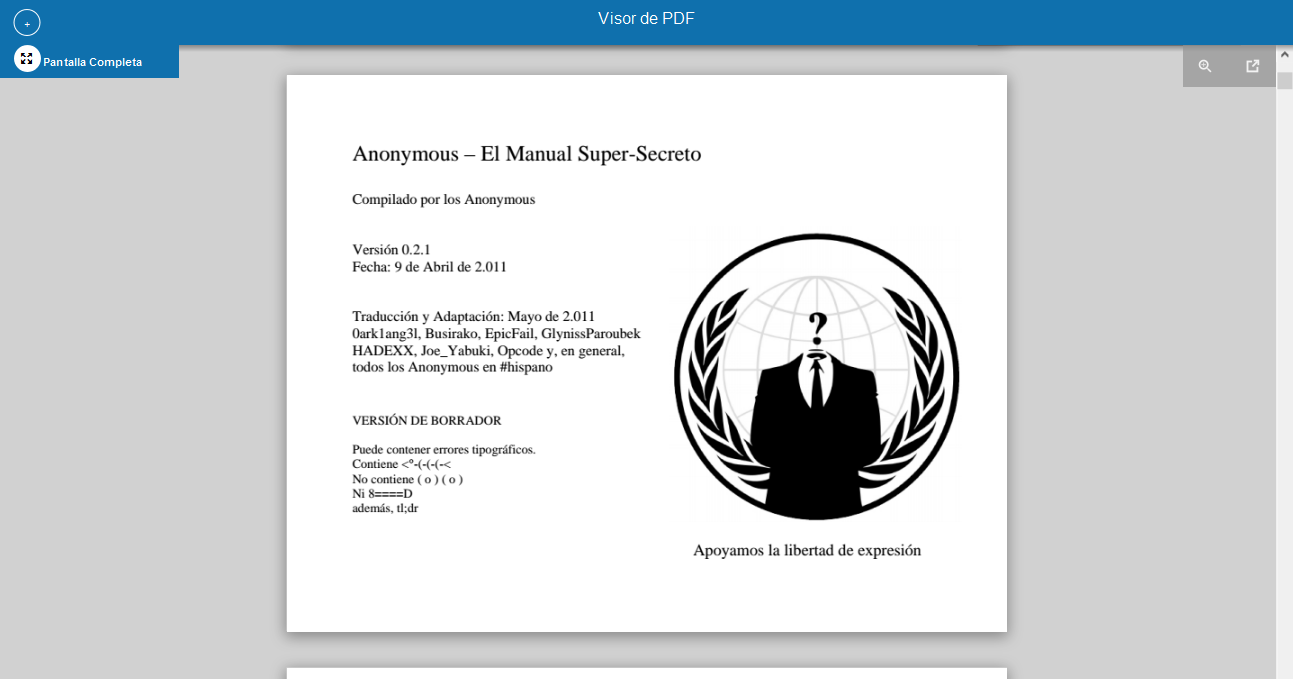 Visor de PDF
+
Pantalla Completa
Anonymous – El Manual Super-Secreto
Compilado por los Anonymous
Versión 0.2.1
Fecha: 9 de Abril de 2.011
Traducción y Adaptación: Mayo de 2.011
0ark1ang3l, Busirako, EpicFail, GlynissParoubek
HADEXX, Joe_Yabuki, Opcode y, en general,
todos los Anonymous en #hispano
VERSIÓN DE BORRADOR
Puede contener errores tipográficos.
Contiene <º-(-(-(-<
No contiene ( o ) ( o )
Ni 8====D
además, tl;dr
?
Apoyamos la libertad de expresión